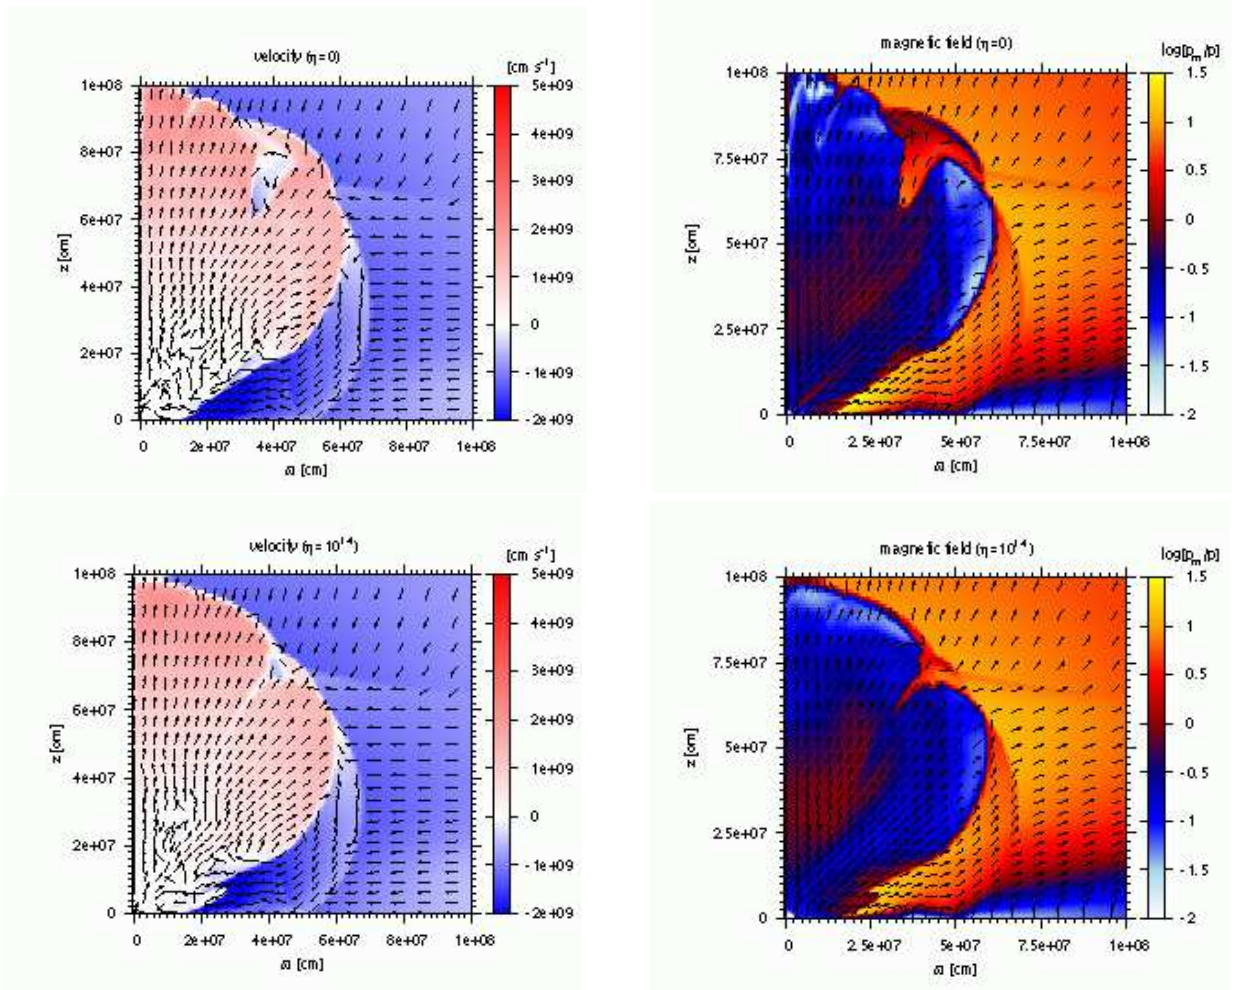 velocity (η=0)
[cm s⁻¹]
1e+08
8e+07
6e+07
4e+07
2e+07
0
z [cm]
0 2e+07 4e+07 6e+07 8e+07 1e+08
ϖ [cm]
5e+09
4e+09
3e+09
2e+09
1e+09
0
-1e+09
-2e+09
magnetic field (η=0)
log[pₘ/p]
1e+08
7.5e+07
5e+07
2.5e+07
0
z [cm]
0 2.5e+07 5e+07 7.5e+07 1e+08
ϖ [cm]
1.5
1
0.5
0
-0.5
-1
-1.5
-2
velocity (η=10¹⁴)
[cm s⁻¹]
1e+08
8e+07
6e+07
4e+07
2e+07
0
z [cm]
0 2e+07 4e+07 6e+07 8e+07 1e+08
ϖ [cm]
5e+09
4e+09
3e+09
2e+09
1e+09
0
-1e+09
-2e+09
magnetic field (η=10¹⁴)
log[pₘ/p]
1e+08
7.5e+07
5e+07
2.5e+07
0
z [cm]
0 2.5e+07 5e+07 7.5e+07 1e+08
ϖ [cm]
1.5
1
0.5
0
-0.5
-1
-1.5
-2